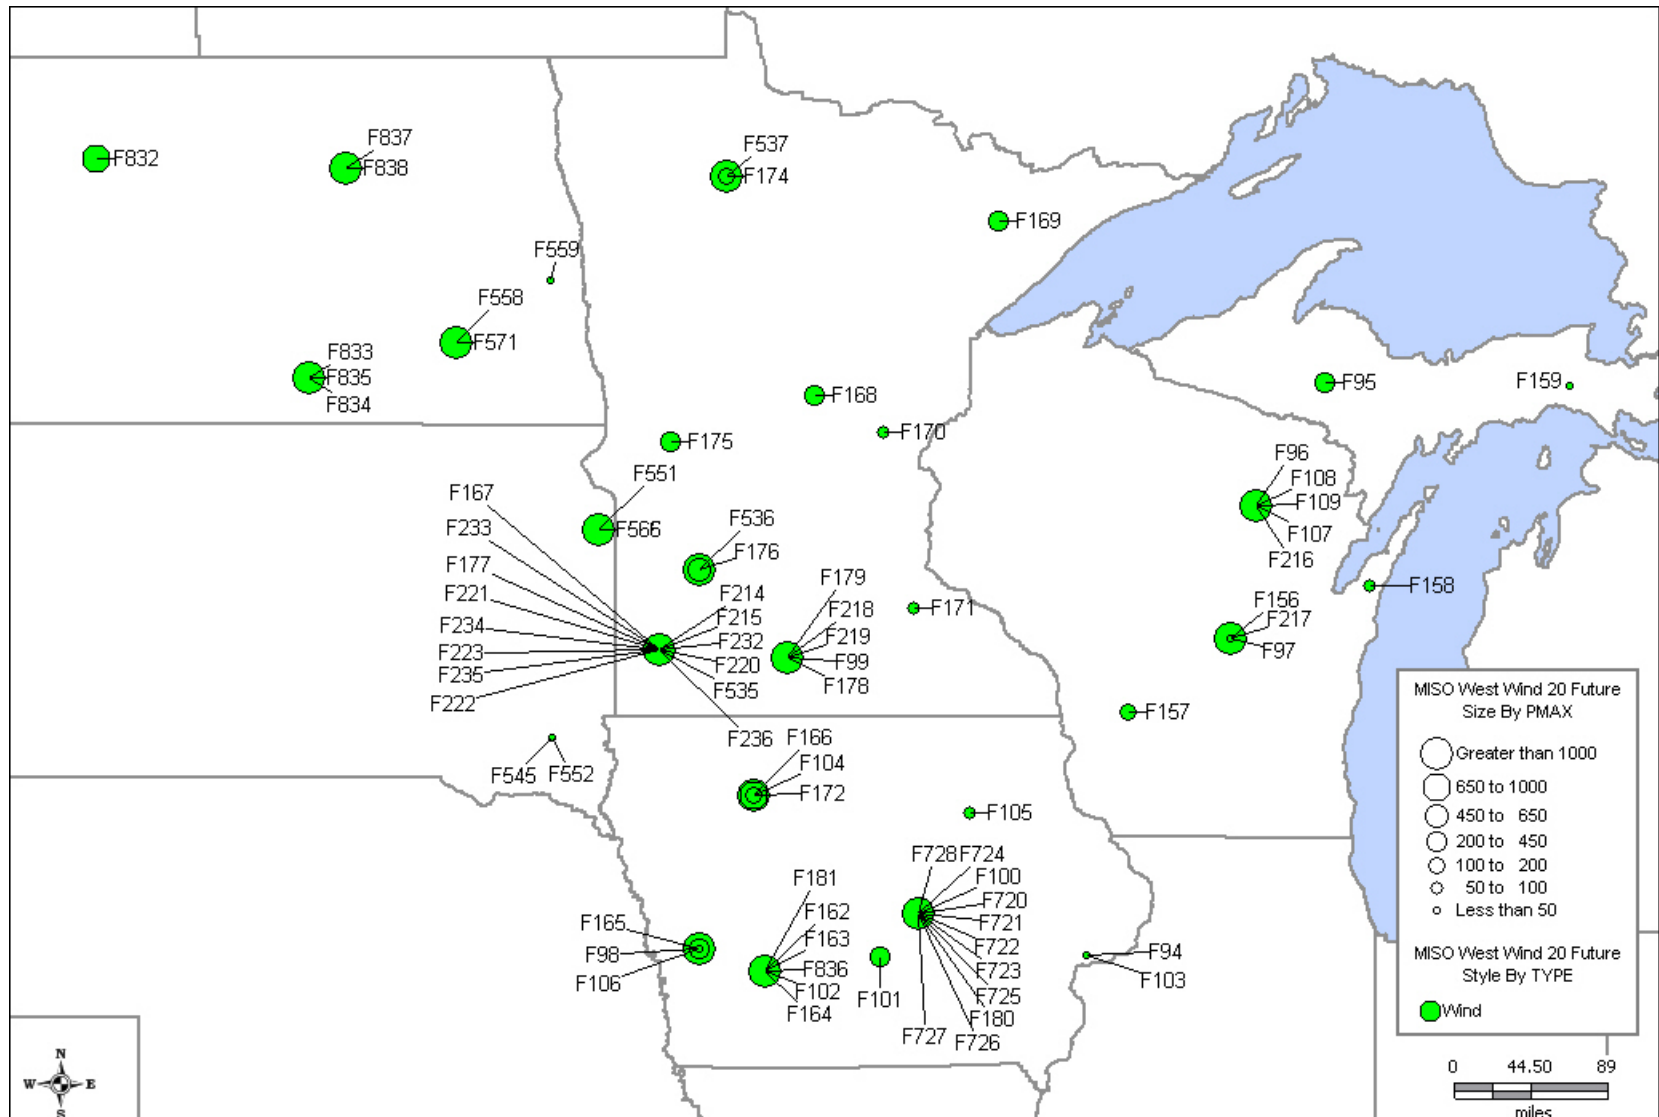 F837
F832
F838
F537
F174
F169
F559
F558
F571
F833
F835
F834
F168
F95
F159
F175
F170
F551
F167
F96
F108
F109
F107
F216
F233
F566
F536
F176
F177
F221
F179
F214
F218
F171
F158
F156
F217
F97
F234
F215
F219
F223
F232
F99
F235
F220
F178
F222
F535
F236
F157
F545
F552
F166
F104
F172
F105
F728
F724
F100
F720
F721
F722
F723
F725
F180
F726
F727
F181
F162
F163
F836
F102
F164
F165
F98
F106
F101
F94
F103
MISO West Wind 20 Future
Size By PMAX
Greater than 1000
650 to 1000
450 to 650
200 to 450
100 to 200
50 to 100
Less than 50
MISO West Wind 20 Future
Style By TYPE
Wind
N
W E
S
0 44.50 89
miles